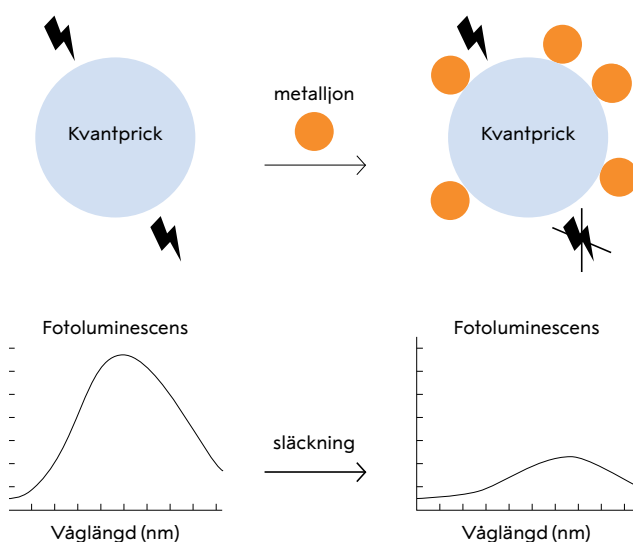 Kvantprick
metalljon
Kvantprick
Fotoluminescens
Fotoluminescens
släckning
Våglängd (nm)
Våglängd (nm)